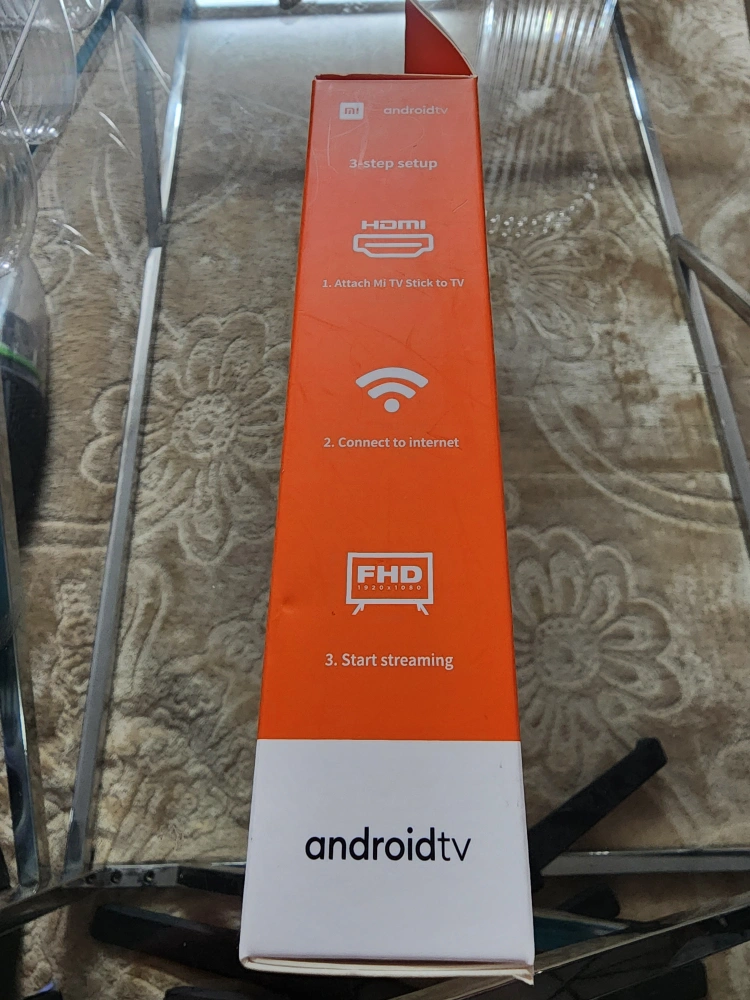 mi androidtv
3-step setup
HDMI
1. Attach Mi TV Stick to TV
2. Connect to internet
FHD
1920x1080
3. Start streaming
androidtv